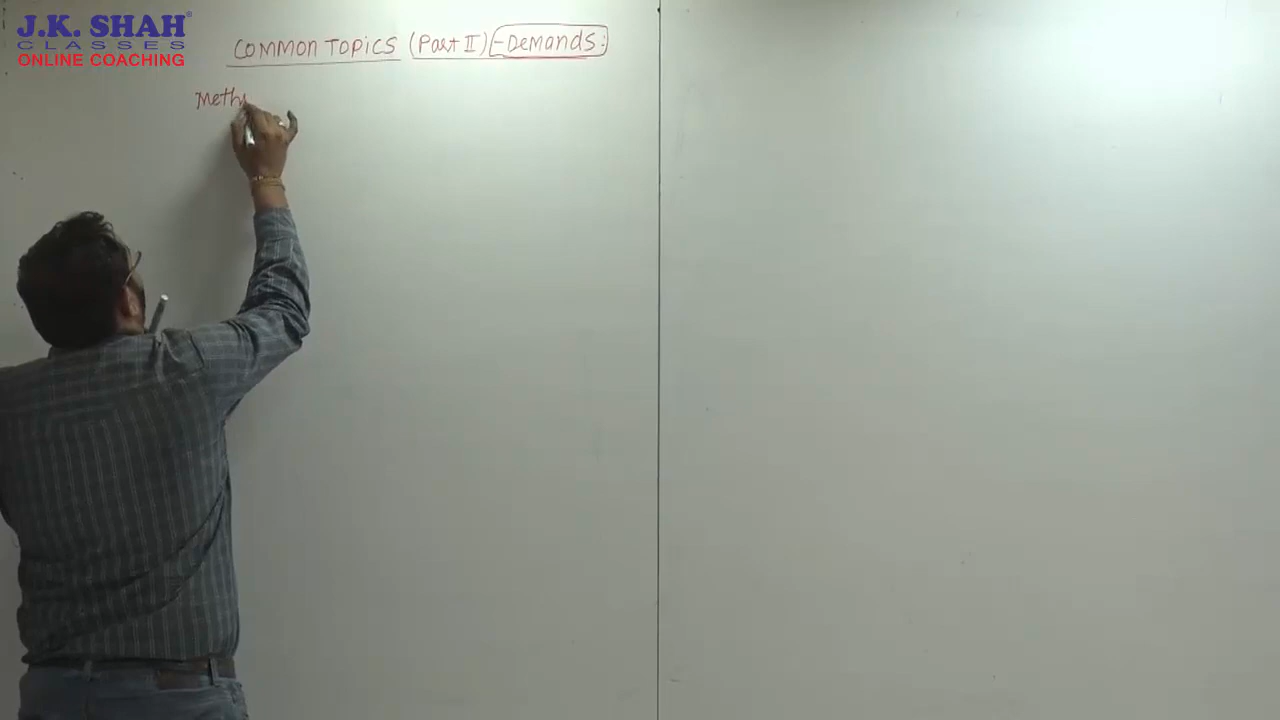 J.K. SHAH®
CLASSES
ONLINE COACHING
COMMON TOPICS (Part II) - Demands:
Meth